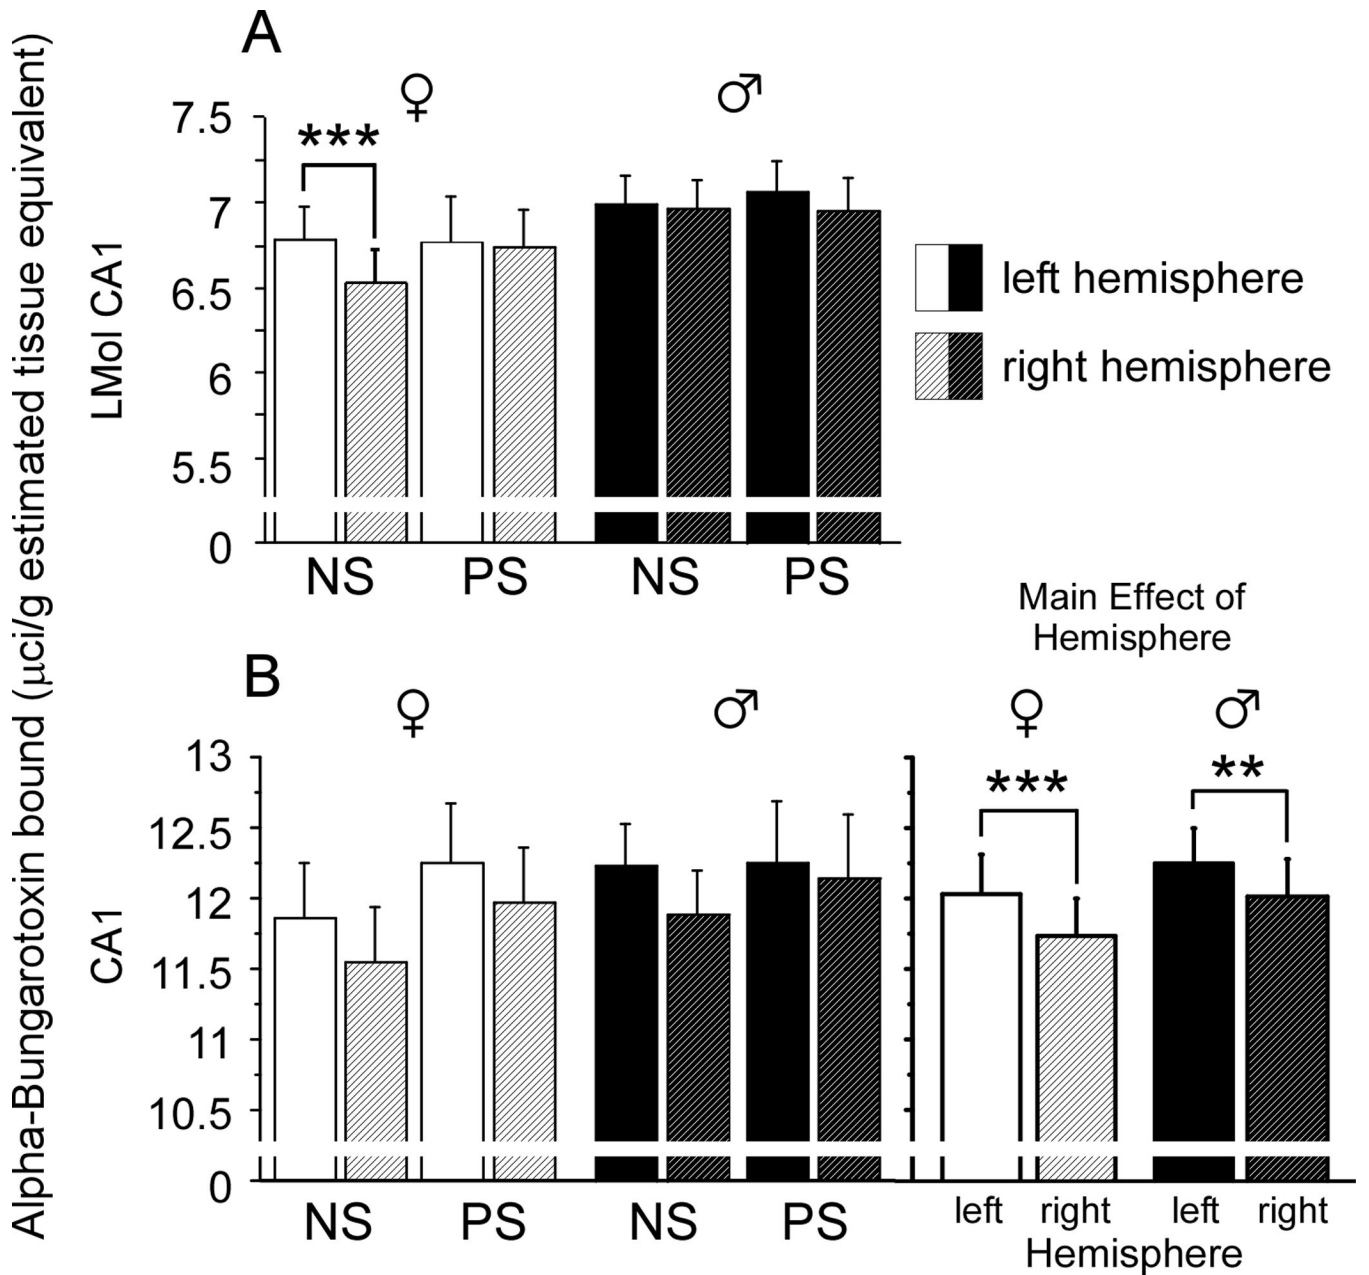 Alpha-Bungarotoxin bound (µci/g estimated tissue equivalent)
A
♀ ♂
LMol CA1
7.5
7
6.5
6
5.5
0
***
NS PS NS PS
left hemisphere
right hemisphere
Main Effect of
Hemisphere
B
♀ ♂
CA1
13
12.5
12
11.5
11
10.5
0
NS PS NS PS
♀ ♂
*** **
left right left right
Hemisphere